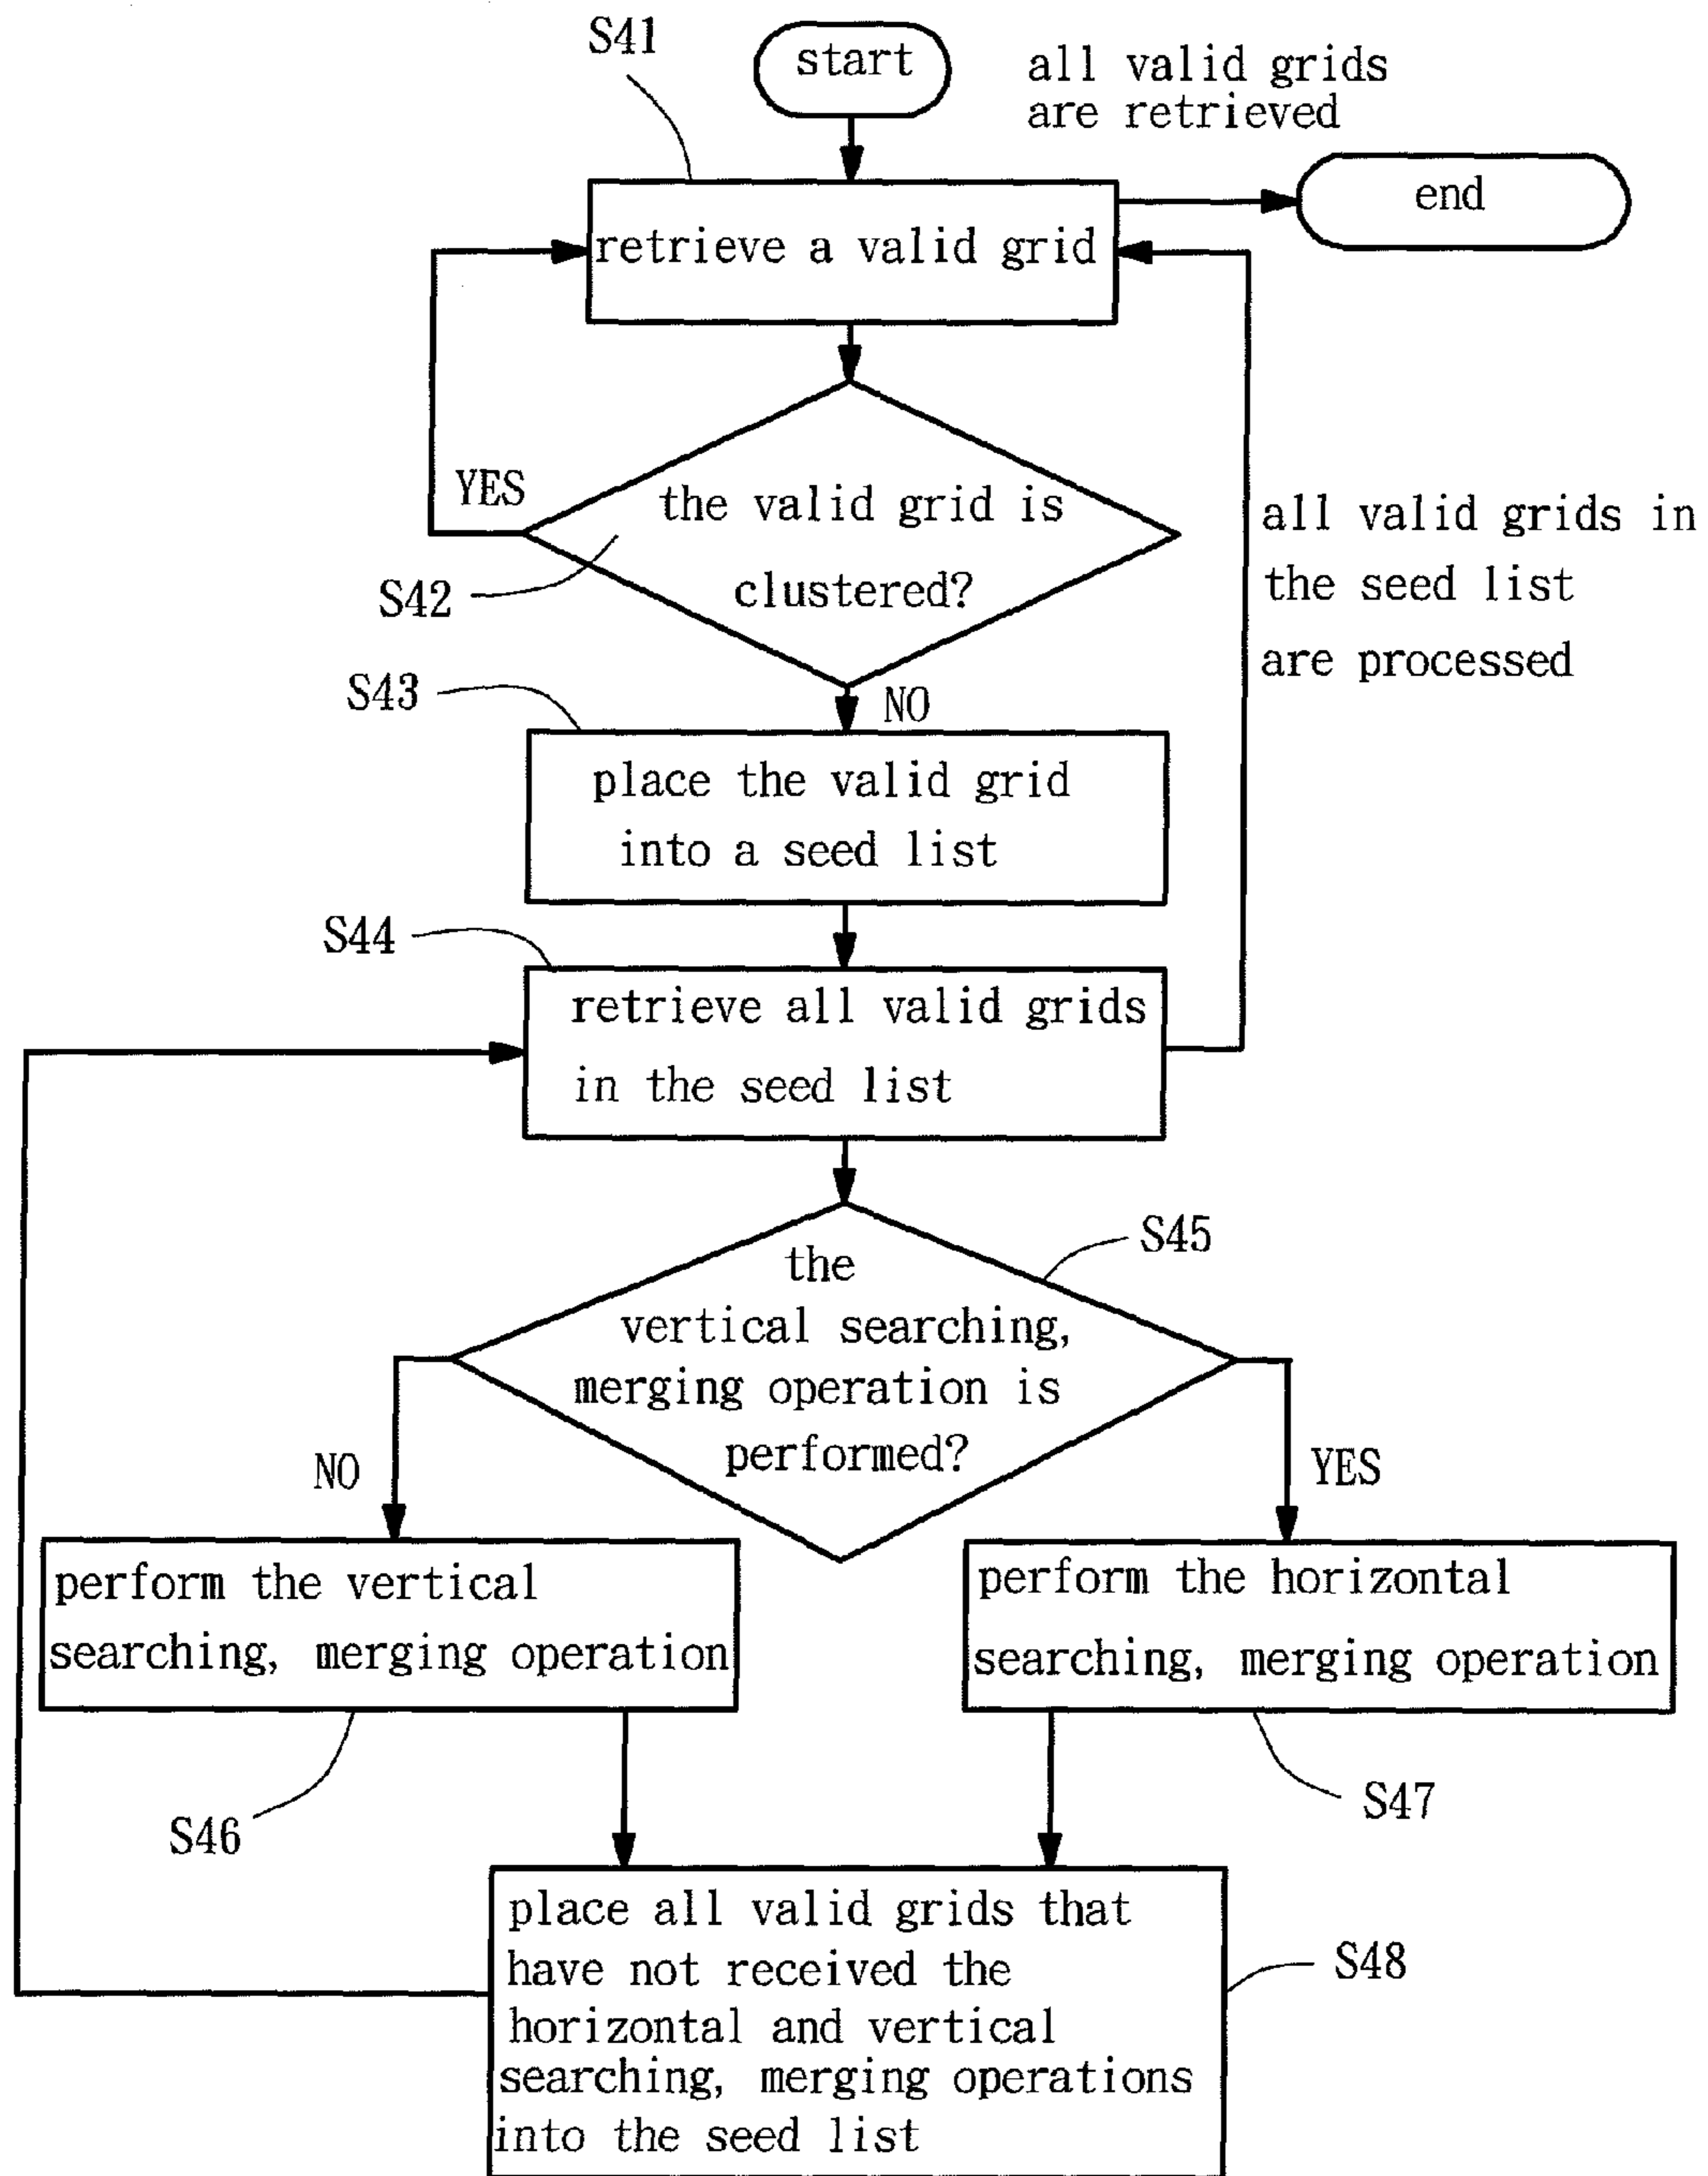 S41
start
all valid grids
are retrieved
end
retrieve a valid grid
YES
the valid grid is
clustered?
S42
all valid grids in
the seed list
are processed
S43
NO
place the valid grid
into a seed list
S44
retrieve all valid grids
in the seed list
S45
the
vertical searching,
merging operation is
performed?
NO
YES
perform the vertical
searching, merging operation
perform the horizontal
searching, merging operation
S46
S47
place all valid grids that
have not received the
horizontal and vertical
searching, merging operations
into the seed list
S48